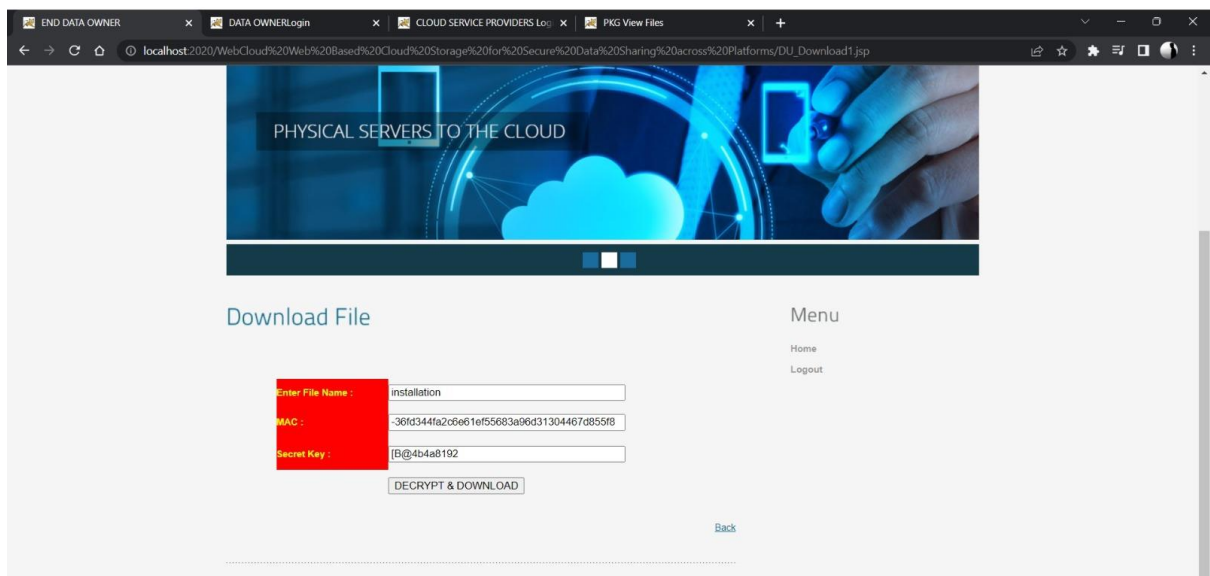 END DATA OWNER
DATA OWNERLogin
CLOUD SERVICE PROVIDERS Log
PKG View Files
localhost:2020/WebCloud%20Web%20Based%20Cloud%20Storage%20for%20Secure%20Data%20Sharing%20across%20Platforms/DU_Download1.jsp
PHYSICAL SERVERS TO THE CLOUD
Download File
Enter File Name : installation
MAC : -36fd344fa2c6e61ef55683a96d31304467d855f8
Secret Key : [B@4b4a8192
DECRYPT & DOWNLOAD
Back
Menu
Home
Logout